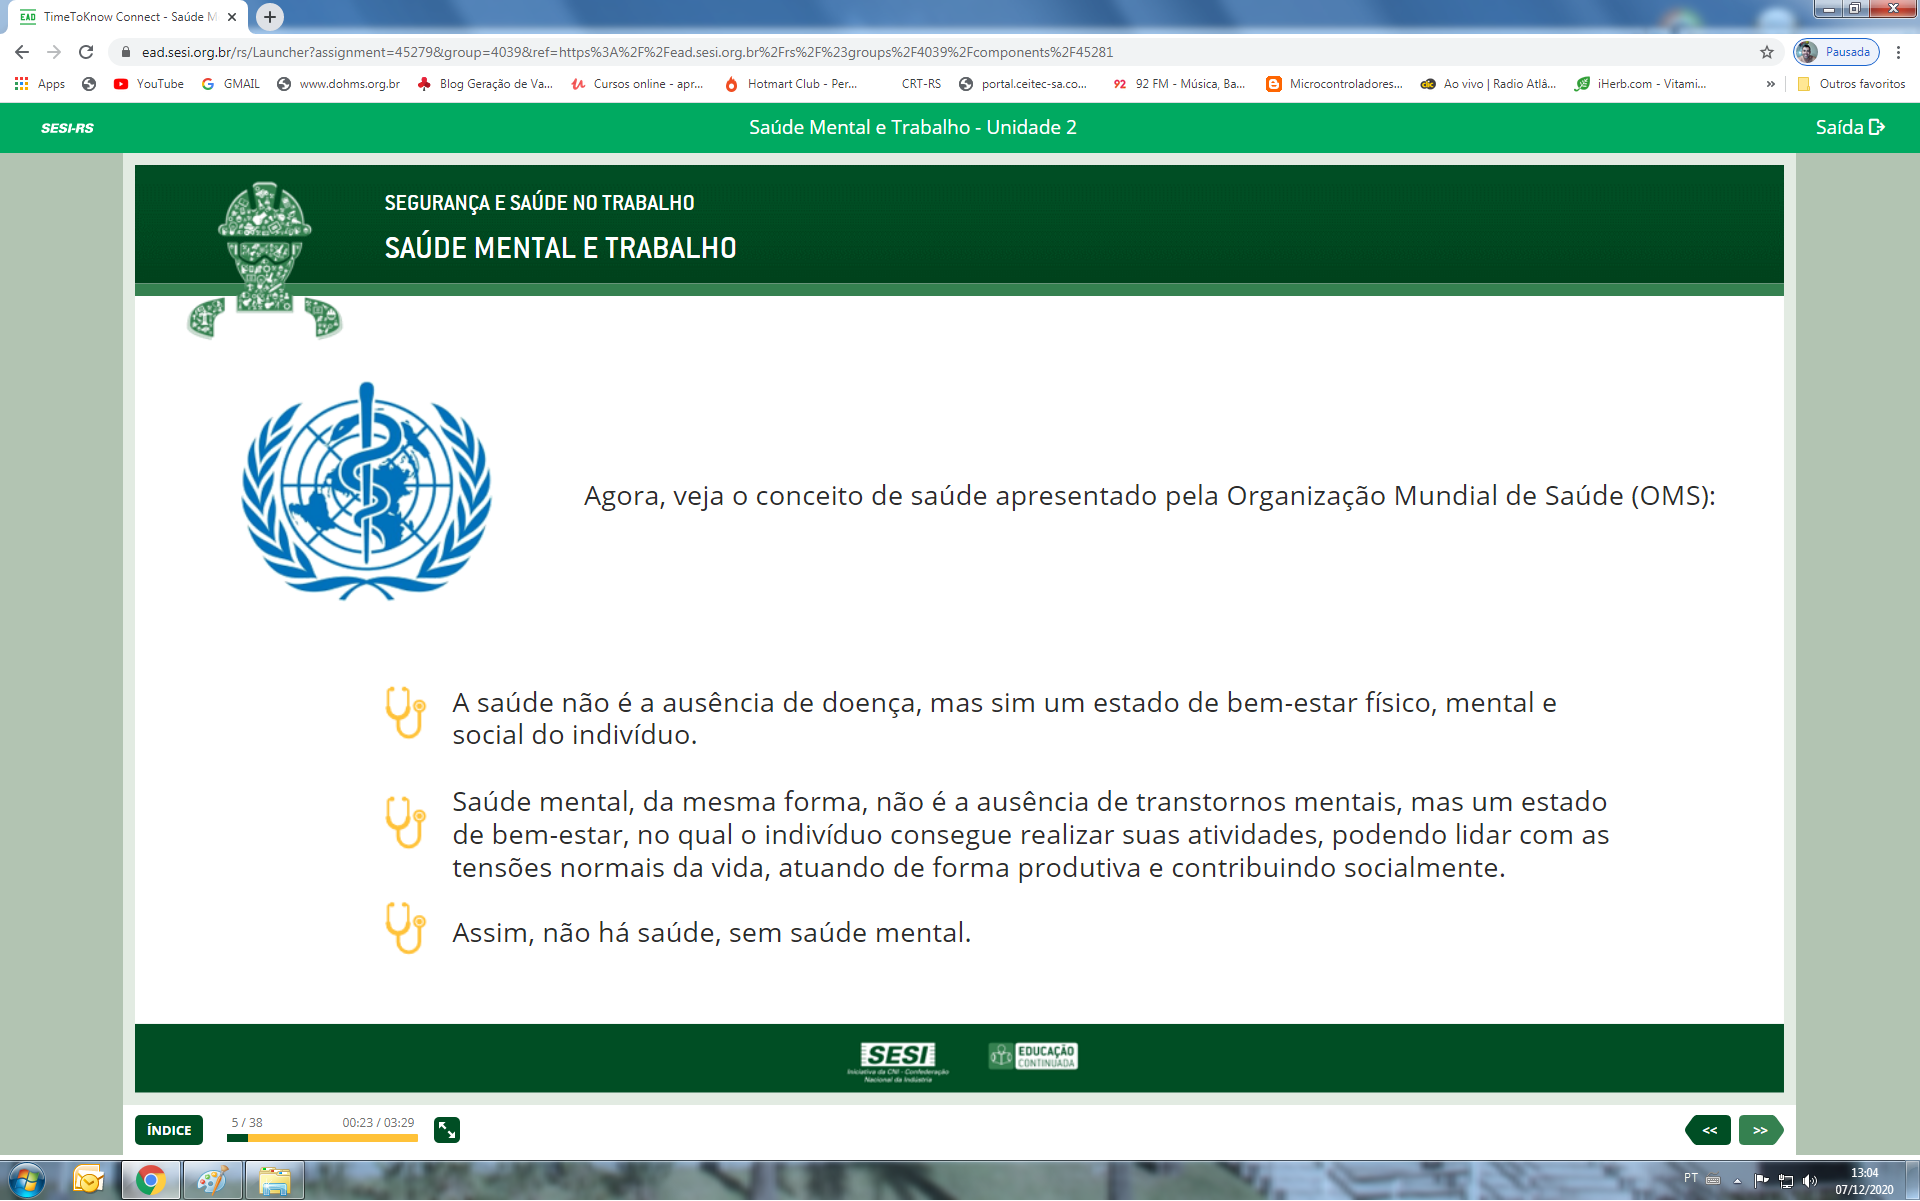 EAD TimeToKnow Connect - Saúde M
ead.sesi.org.br/rs/Launcher?assignment=45279&group=4039&ref=https%3A%2F%2Fead.sesi.org.br%2Frs%2F%23groups%2F4039%2Fcomponents%2F45281
Pausada
Apps YouTube GMAIL www.dohms.org.br Blog Geração de Va... Cursos online - apr... Hotmart Club - Per... CRT-RS portal.ceitec-sa.co... 92 92 FM - Música, Ba... Microcontroladores... Ao vivo | Radio Atlâ... iHerb.com - Vitami... » Outros favoritos
SESI-RS Saúde Mental e Trabalho - Unidade 2 Saída
SEGURANÇA E SAÚDE NO TRABALHO
SAÚDE MENTAL E TRABALHO
Agora, veja o conceito de saúde apresentado pela Organização Mundial de Saúde (OMS):
A saúde não é a ausência de doença, mas sim um estado de bem-estar físico, mental e
social do indivíduo.
Saúde mental, da mesma forma, não é a ausência de transtornos mentais, mas um estado
de bem-estar, no qual o indivíduo consegue realizar suas atividades, podendo lidar com as
tensões normais da vida, atuando de forma produtiva e contribuindo socialmente.
Assim, não há saúde, sem saúde mental.
SESI
Iniciativa da CNI - Confederação
Nacional da Indústria
EDUCAÇÃO
CONTINUADA
ÍNDICE
5 / 38 00:23 / 03:29
<< >>
PT
13:04
07/12/2020